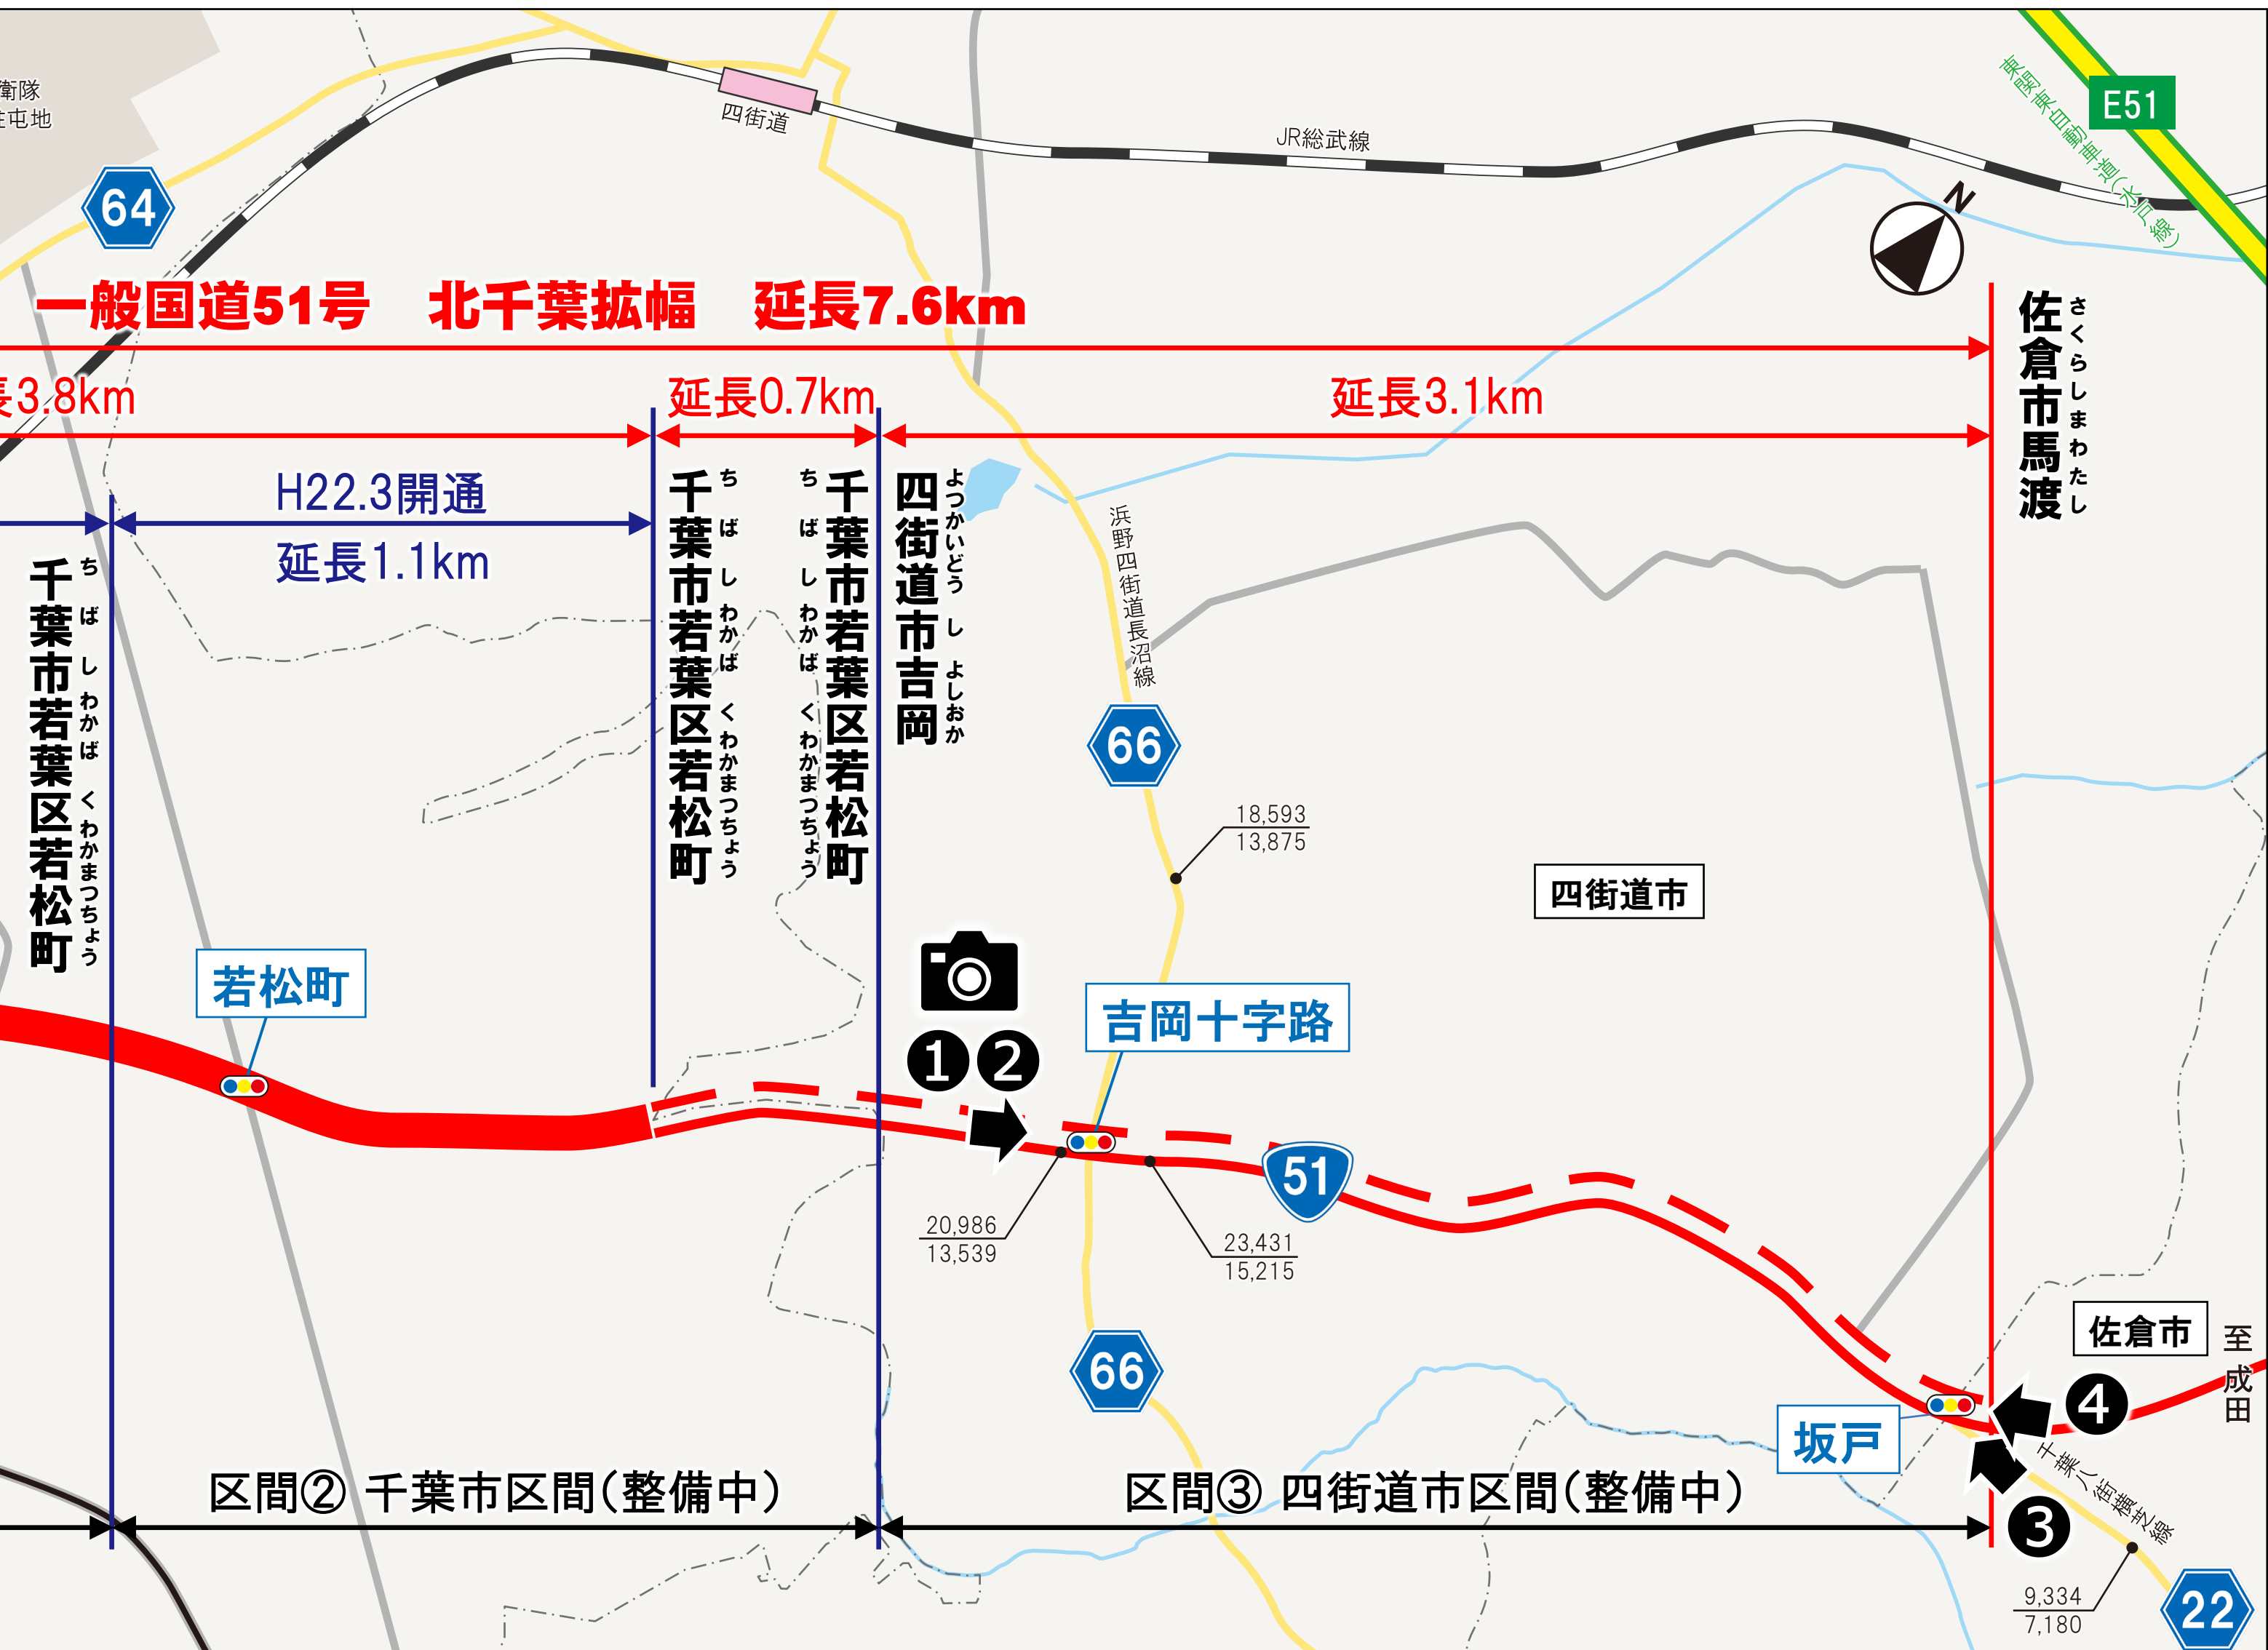 衛隊
駐屯地
64
四街道
JR総武線
東関東自動車道(水戸線)
E51
N
一般国道51号 北千葉拡幅 延長7.6km
長3.8km
延長0.7km
延長3.1km
佐倉市馬渡
さくらしまわたし
H22.3開通
延長1.1km
千葉市若葉区若松町
ちばしわかばくわかまつちょう
千葉市若葉区若松町
ちばしわかばくわかまつちょう
千葉市若葉区若松町
ちばしわかばくわかまつちょう
四街道市吉岡
よつかいどうしよしおか
浜野四街道長沼線
66
18,593
13,875
四街道市
若松町
吉岡十字路
1 2
51
20,986
13,539
23,431
15,215
66
佐倉市
至成田
4
坂戸
千葉八街横芝線
3
区間② 千葉市区間(整備中)
区間③ 四街道市区間(整備中)
9,334
7,180
22